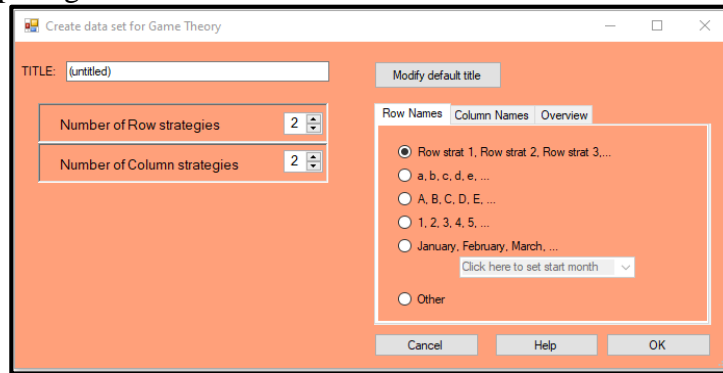 Create data set for Game Theory
TITLE: (untitled)
Modify default title
Number of Row strategies 2
Number of Column strategies 2
Row Names Column Names Overview
Row strat 1, Row strat 2, Row strat 3,...
a, b, c, d, e, ...
A, B, C, D, E, ...
1, 2, 3, 4, 5, ...
January, February, March, ...
Click here to set start month
Other
Cancel Help OK